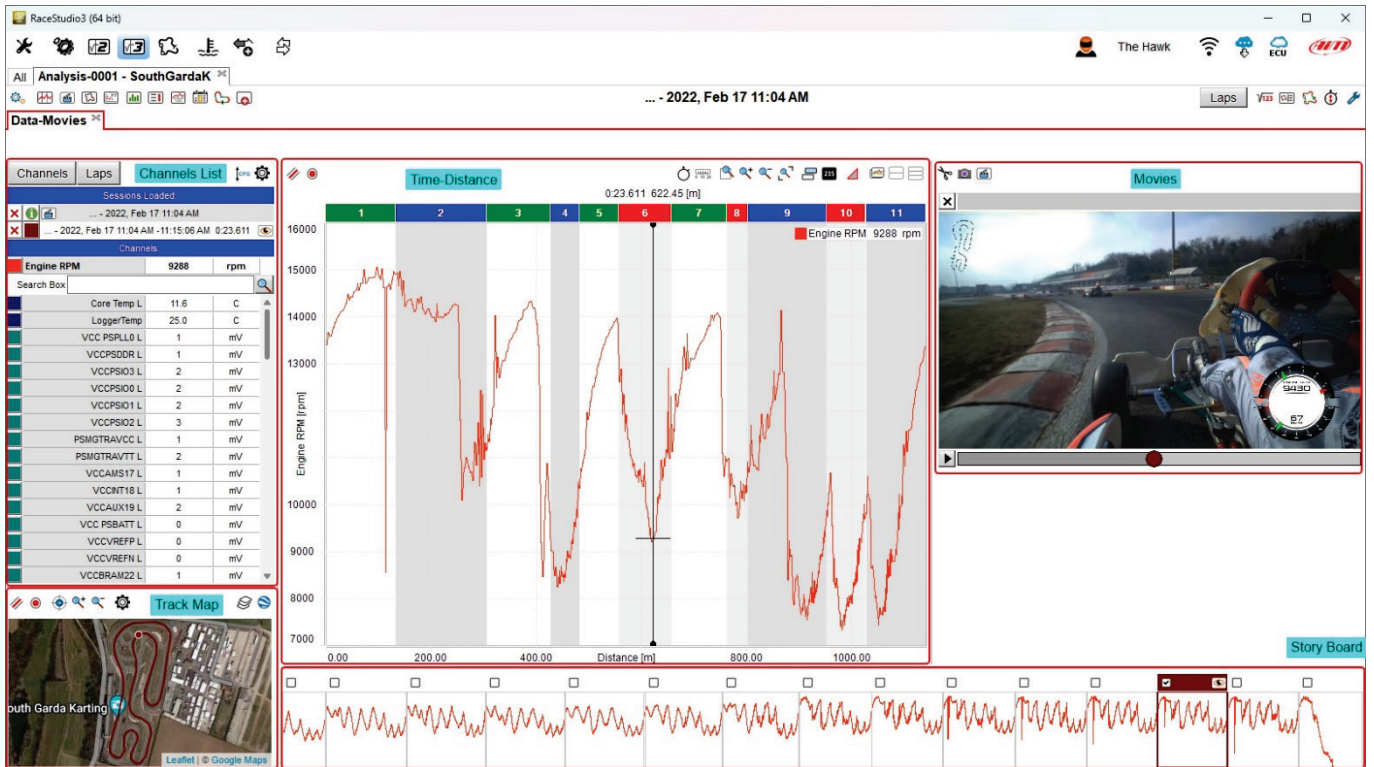 RaceStudio3 (64 bit)
The Hawk
ECU
AiM
All Analysis-0001 - SouthGardaK
... - 2022, Feb 17 11:04 AM
Laps
Data-Movies
Channels Laps Channels List
Sessions Loaded
... - 2022, Feb 17 11:04 AM
... - 2022, Feb 17 11:04 AM -11:15:06 AM 0:23.611
Channels
Engine RPM 9288 rpm
Search Box
Core Temp L 11.6 C
LoggerTemp 25.0 C
VCC PSPLL0 L 1 mV
VCCPSDDR L 1 mV
VCCPSIO3 L 2 mV
VCCPSIO0 L 2 mV
VCCPSIO1 L 2 mV
VCCPSIO2 L 3 mV
PSMGTRAVCC L 1 mV
PSMGTRAVTT L 2 mV
VCCAMS17 L 1 mV
VCCINT18 L 1 mV
VCCAUX19 L 2 mV
VCC PSBATT L 0 mV
VCCVREFP L 0 mV
VCCVREFN L 0 mV
VCCBRAM22 L 1 mV
Track Map
outh Garda Karting
Leaflet | © Google Maps
Time-Distance
0:23.611 622.45 [m]
1 2 3 4 5 6 7 8 9 10 11
Engine RPM 9288 rpm
16000
15000
14000
13000
Engine RPM [rpm]
10000
9000
8000
7000
0.00 200.00 400.00 Distance [m] 800.00 1000.00
Movies
9430
57
Story Board